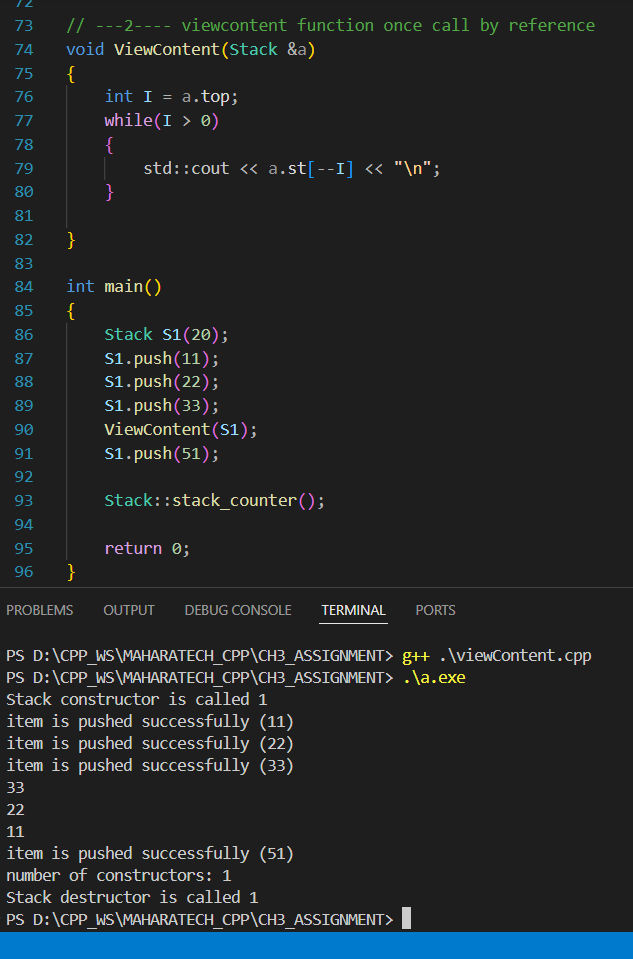 72
73 // ---2---- viewcontent function once call by reference
74 void ViewContent(Stack &a)
75 {
76     int I = a.top;
77     while(I > 0)
78     {
79         std::cout << a.st[--I] << "\n";
80     }
81
82 }
83
84 int main()
85 {
86     Stack S1(20);
87     S1.push(11);
88     S1.push(22);
89     S1.push(33);
90     ViewContent(S1);
91     S1.push(51);
92
93     Stack::stack_counter();
94
95     return 0;
96 }
PROBLEMS OUTPUT DEBUG CONSOLE TERMINAL PORTS
PS D:\CPP_WS\MAHARATECH_CPP\CH3_ASSIGNMENT> g++ .\viewContent.cpp
PS D:\CPP_WS\MAHARATECH_CPP\CH3_ASSIGNMENT> .\a.exe
Stack constructor is called 1
item is pushed successfully (11)
item is pushed successfully (22)
item is pushed successfully (33)
33
22
11
item is pushed successfully (51)
number of constructors: 1
Stack destructor is called 1
PS D:\CPP_WS\MAHARATECH_CPP\CH3_ASSIGNMENT>